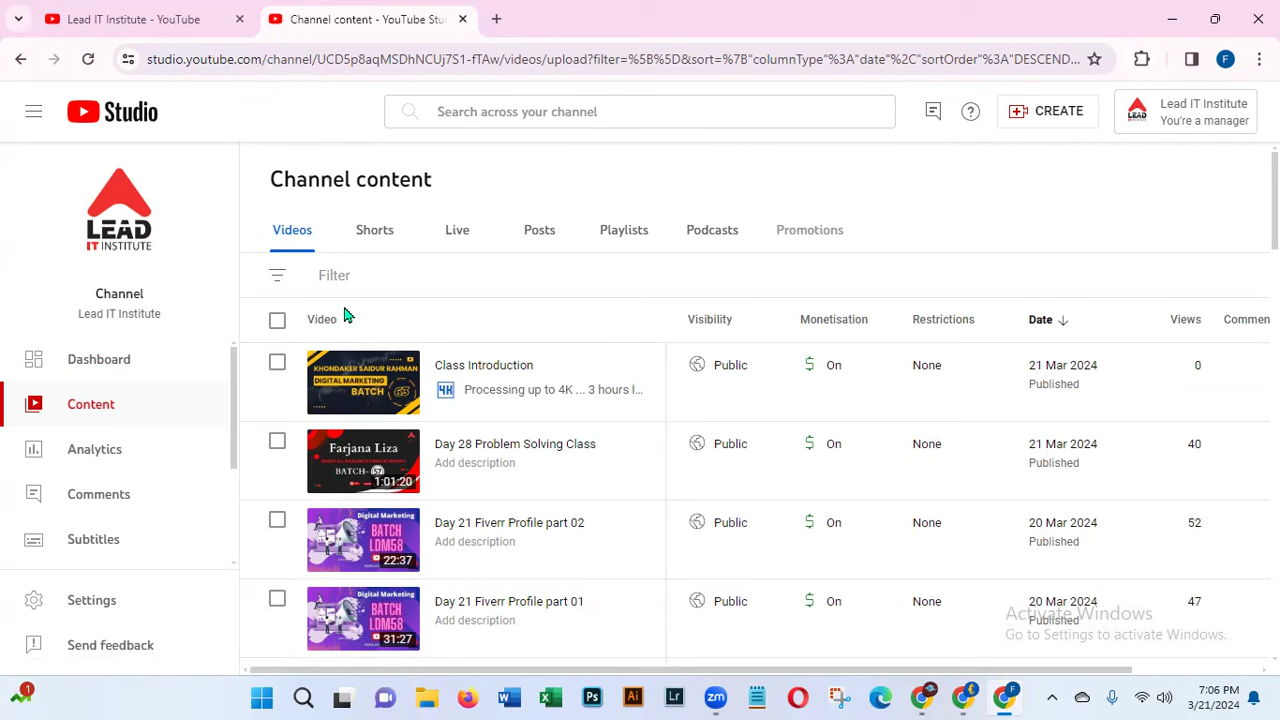 Lead IT Institute - YouTube
Channel content - YouTube Stu
studio.youtube.com/channel/UCD5p8aqMSDhNCUj7S1-fTAw/videos/upload?filter=%5B%5D&sort=%7B"columnType"%3A"date"%2C"sortOrder"%3A"DESCEND...
F
Studio
Search across your channel
CREATE
LEAD
Lead IT Institute
You're a manager
LEAD
IT INSTITUTE
Channel
Lead IT Institute
Dashboard
Content
Analytics
Comments
Subtitles
Settings
Send feedback
Channel content
Videos
Shorts
Live
Posts
Playlists
Podcasts
Promotions
Filter
Video
Visibility
Monetisation
Restrictions
Date
Views
Commen
KHONDAKER SAIDUR RAHMAN
DIGITAL MARKETING
BATCH
63
Class Introduction
4K
Processing up to 4K ... 3 hours l...
Public
On
None
21 Mar 2024
Published
0
Farjana Liza
BATCH- 57
1:01:20
Day 28 Problem Solving Class
Add description
Public
On
None
21 Mar 2024
Published
40
Digital Marketing
BATCH
LDM58
22:37
Day 21 Fiverr Profile part 02
Add description
Public
On
None
20 Mar 2024
Published
52
Digital Marketing
BATCH
LDM58
31:27
Day 21 Fiverr Profile part 01
Add description
Public
On
None
20 Mar 2024
Published
47
Activate Windows
Go to Settings to activate Windows.
1
W
X
Ps
Ai
Lr
zm
F
7:06 PM
3/21/2024